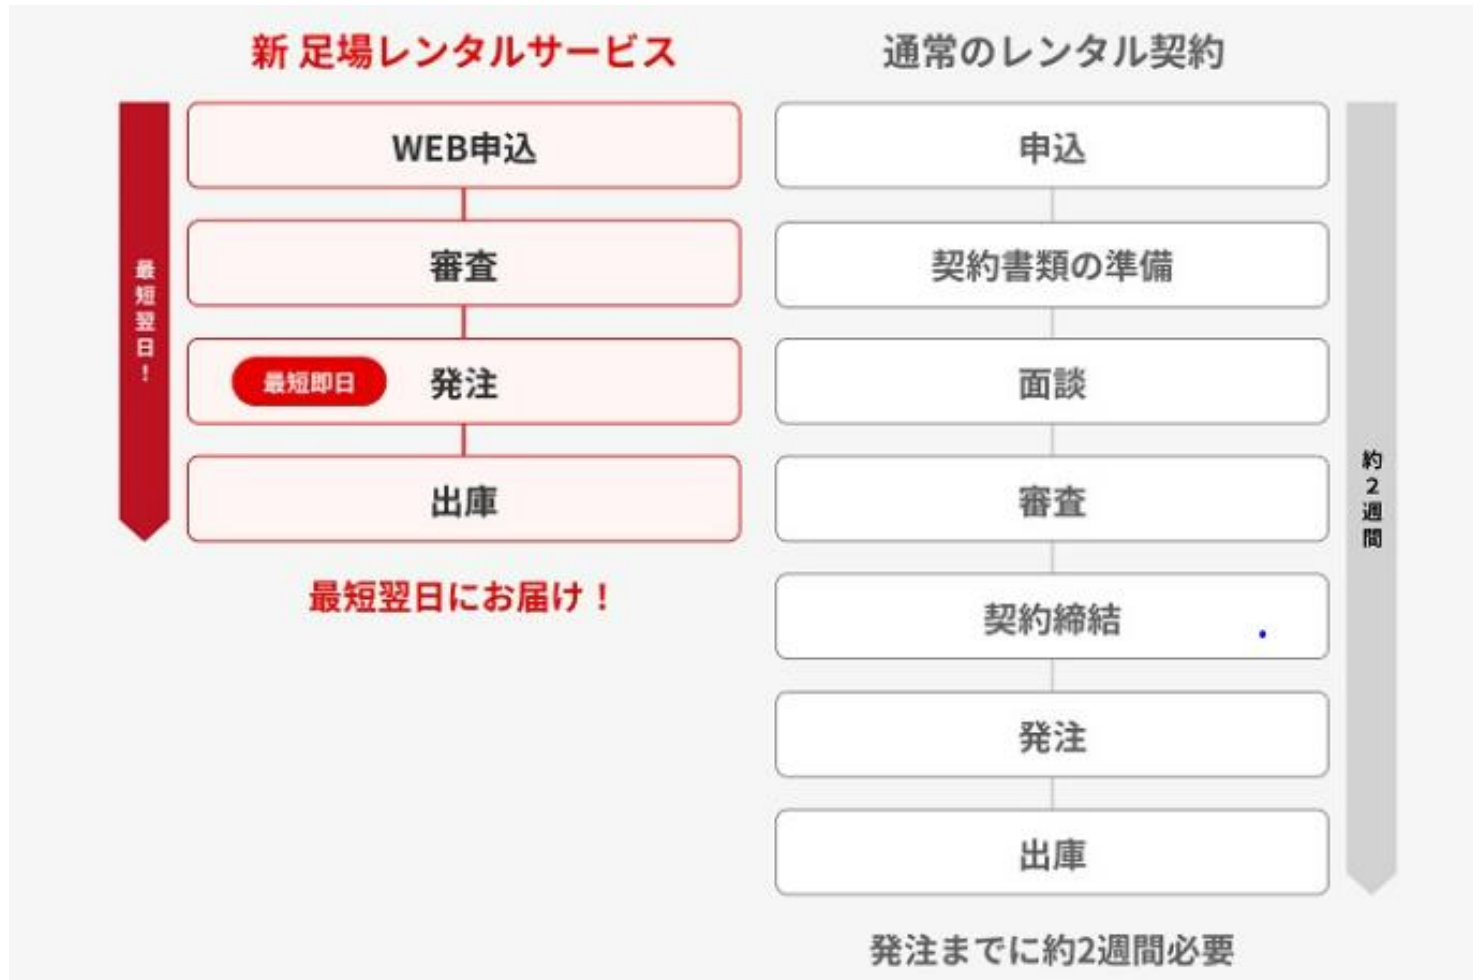 新 足場レンタルサービス
最短翌日！
WEB申込
審査
最短即日
発注
出庫
最短翌日にお届け！
通常のレンタル契約
申込
契約書類の準備
面談
審査
契約締結
発注
出庫
約2週間
発注までに約2週間必要